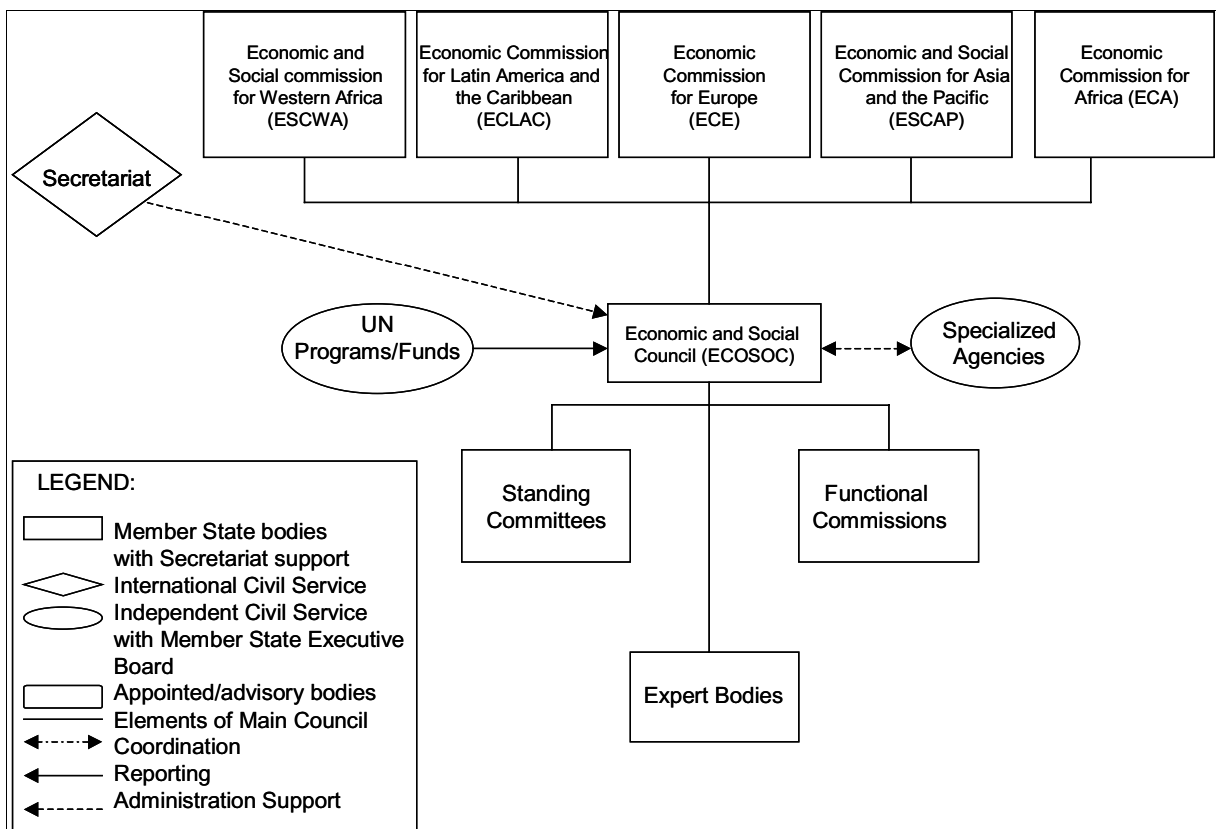 Economic and
Social commission
for Western Africa
(ESCWA)
Economic Commission
for Latin America and
the Caribbean
(ECLAC)
Economic
Commission
for Europe
(ECE)
Economic and Social
Commission for Asia
and the Pacific
(ESCAP)
Economic
Commission for
Africa (ECA)
Secretariat
UN
Programs/Funds
Economic and Social
Council (ECOSOC)
Specialized
Agencies
Standing
Committees
Functional
Commissions
Expert Bodies
LEGEND:
Member State bodies
with Secretariat support
International Civil Service
Independent Civil Service
with Member State Executive
Board
Appointed/advisory bodies
Elements of Main Council
Coordination
Reporting
Administration Support